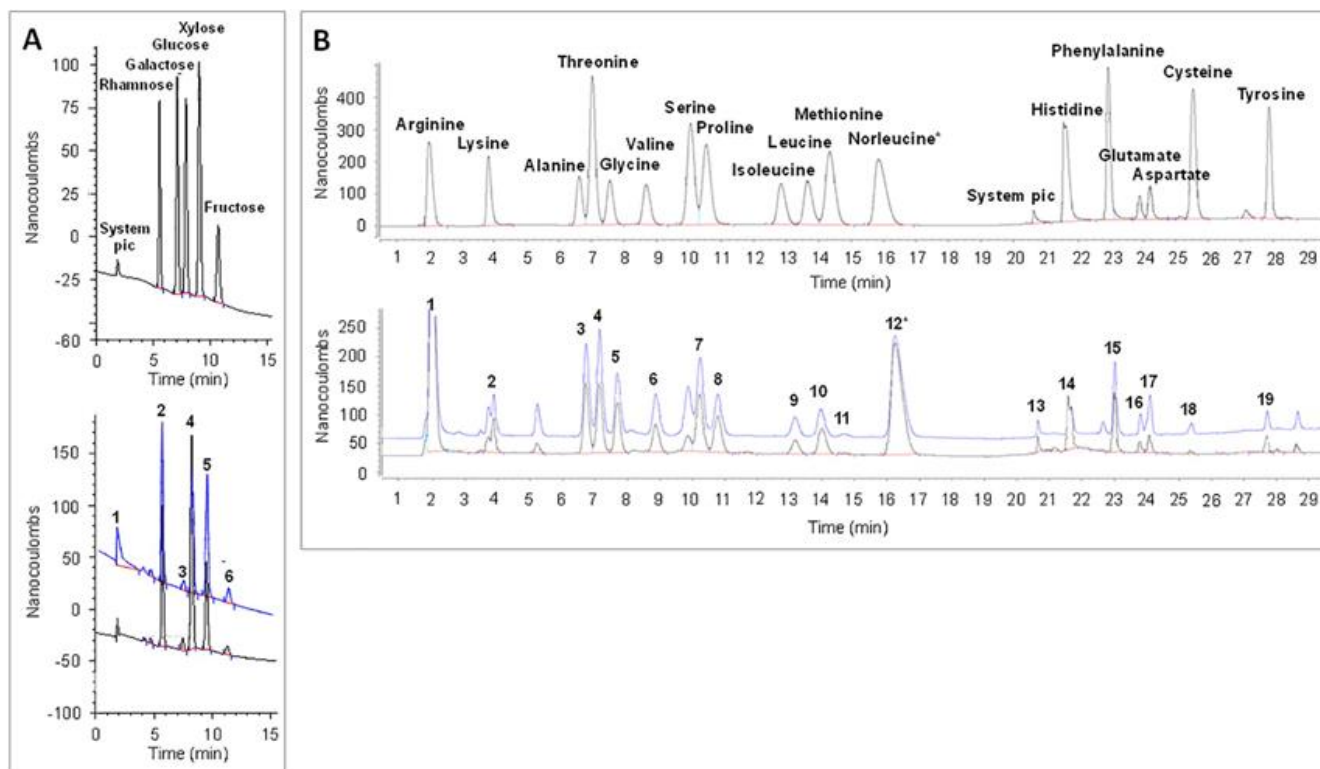 A
Xylose
Glucose
Galactose
Rhamnose
System
pic
Fructose
Nanocoulombs
100
75
50
25
0
-25
-60
0 5 10 15
Time (min)
1 2 3 4 5 6
Nanocoulombs
150
100
50
0
-50
-100
0 5 10 15
Time (min)
B
Arginine
Lysine
Alanine
Threonine
Glycine
Valine
Serine
Proline
Isoleucine
Leucine
Methionine
Norleucine*
System pic
Histidine
Phenylalanine
Glutamate
Aspartate
Cysteine
Tyrosine
Nanocoulombs
400
300
200
100
0
1 2 3 4 5 6 7 8 9 10 11 12 13 14 15 16 17 18 19 20 21 22 23 24 25 26 27 28 29
Time (min)
1 2 3 4 5 6 7 8 9 10 11 12* 13 14 15 16 17 18 19
Nanocoulombs
250
200
150
100
50
0
1 2 3 4 5 6 7 8 9 10 11 12 13 14 15 16 17 18 19 20 21 22 23 24 25 26 27 28 29
Time (min)